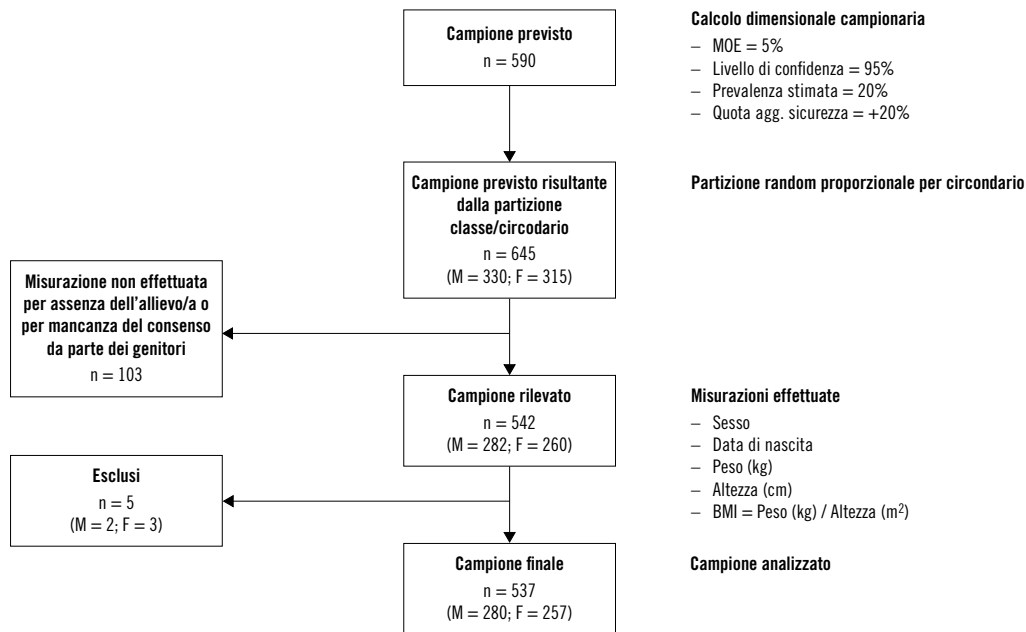 Campione previsto
n = 590
Calcolo dimensionale campionaria
– MOE = 5%
– Livello di confidenza = 95%
– Prevalenza stimata = 20%
– Quota agg. sicurezza = +20%
Campione previsto risultante
dalla partizione
classe/circodario
n = 645
(M = 330; F = 315)
Partizione random proporzionale per circondario
Misurazione non effettuata
per assenza dell'allievo/a o
per mancanza del consenso
da parte dei genitori
n = 103
Campione rilevato
n = 542
(M = 282; F = 260)
Misurazioni effettuate
– Sesso
– Data di nascita
– Peso (kg)
– Altezza (cm)
– BMI = Peso (kg) / Altezza (m²)
Esclusi
n = 5
(M = 2; F = 3)
Campione finale
n = 537
(M = 280; F = 257)
Campione analizzato